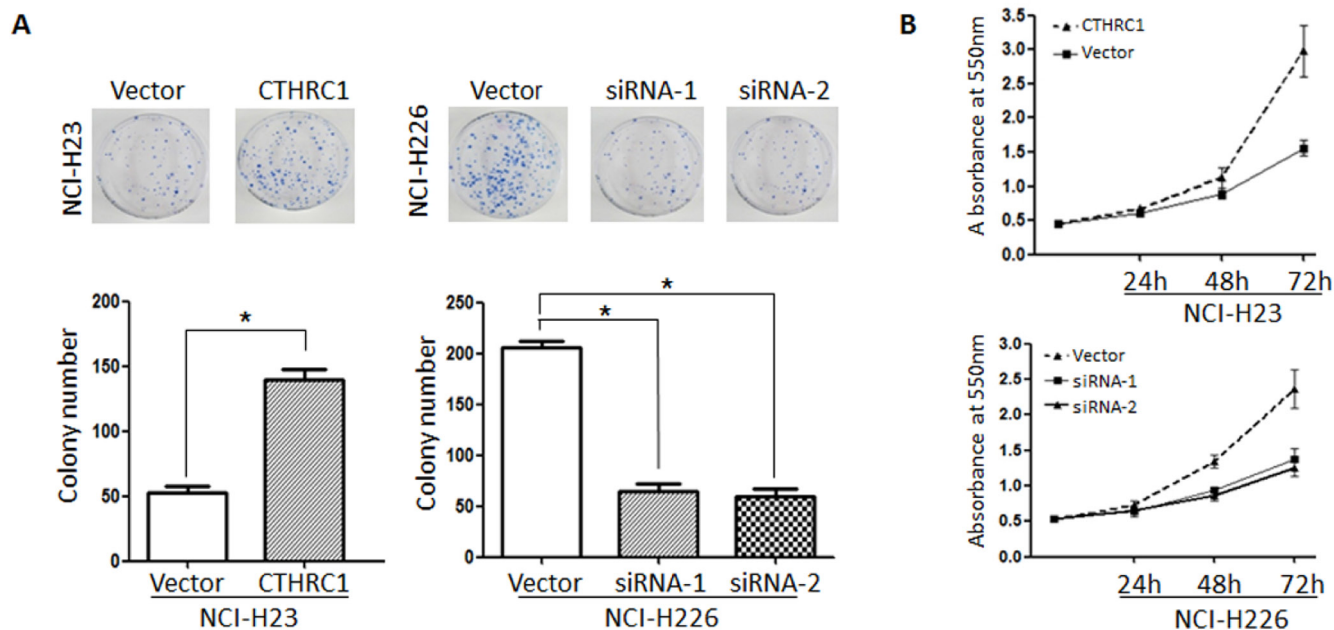 A
Vector CTHRC1
NCI-H23
Vector siRNA-1 siRNA-2
NCI-H226
200
150
100
50
0
Colony number
*
Vector CTHRC1
NCI-H23
250
200
150
100
50
0
Colony number
*
*
Vector siRNA-1 siRNA-2
NCI-H226
B
3.5
3.0
2.5
2.0
1.5
1.0
0.5
0.0
A bsorbance at 550nm
CTHRC1
Vector
24h 48h 72h
NCI-H23
3.0
2.5
2.0
1.5
1.0
0.5
0.0
Absorbance at 550nm
Vector
siRNA-1
siRNA-2
24h 48h 72h
NCI-H226